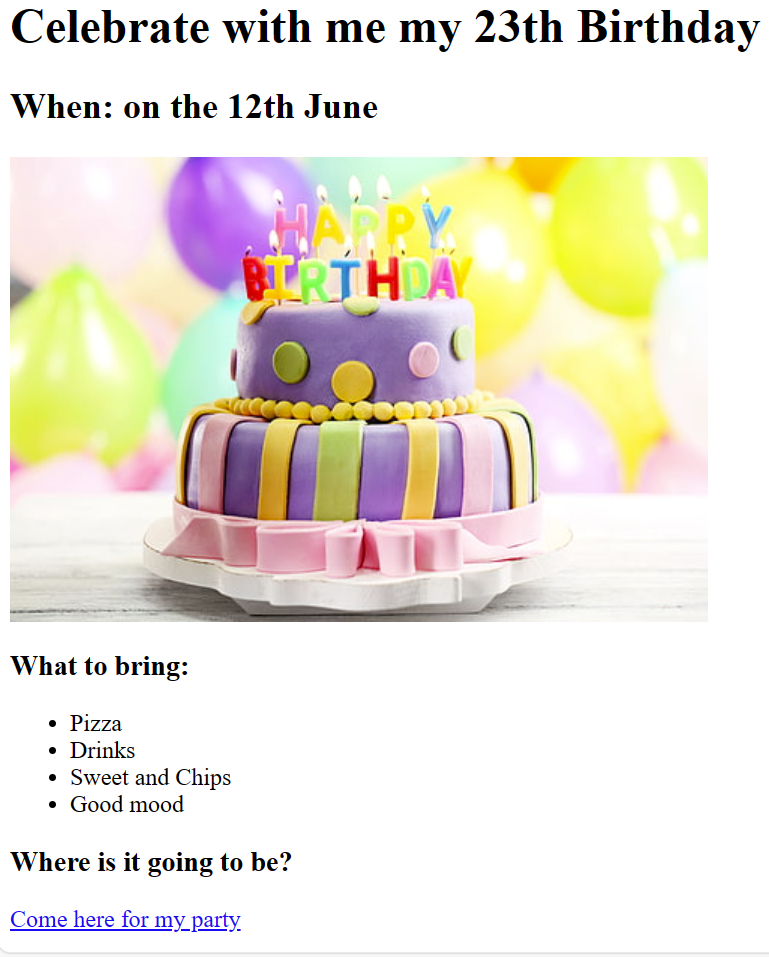 Celebrate with me my 23th Birthday
When: on the 12th June
HAPPY
BIRTHDAY
What to bring:
Pizza
Drinks
Sweet and Chips
Good mood
Where is it going to be?
Come here for my party